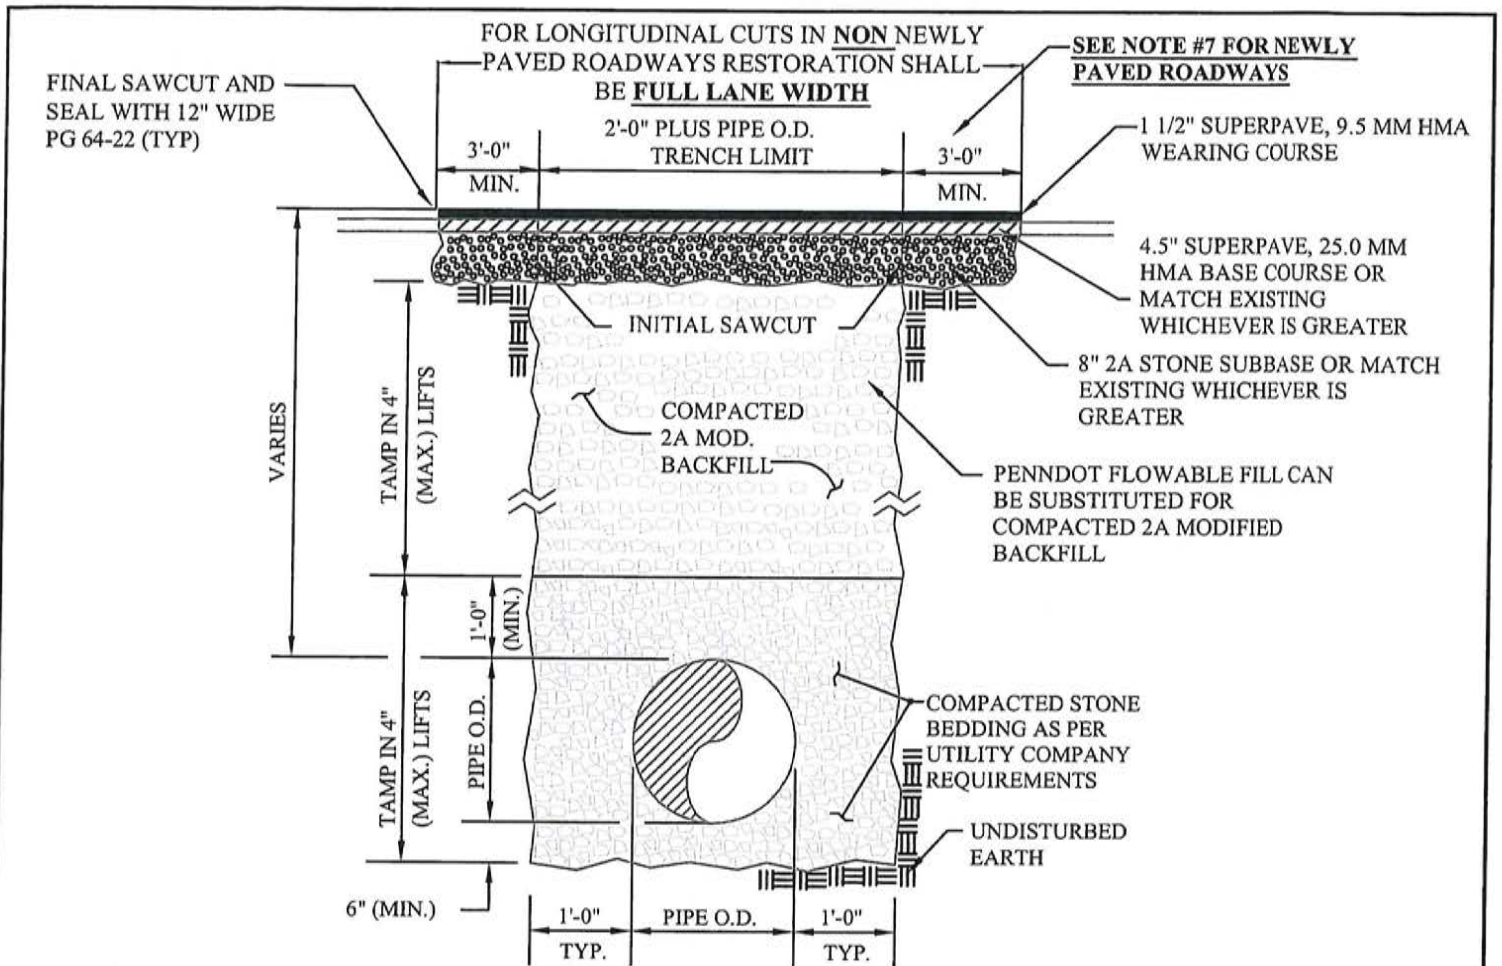 FOR LONGITUDINAL CUTS IN NON NEWLY
PAVED ROADWAYS RESTORATION SHALL
BE FULL LANE WIDTH
SEE NOTE #7 FOR NEWLY
PAVED ROADWAYS
FINAL SAWCUT AND
SEAL WITH 12" WIDE
PG 64-22 (TYP)
3'-0"
MIN.
2'-0" PLUS PIPE O.D.
TRENCH LIMIT
3'-0"
MIN.
1 1/2" SUPERPAVE, 9.5 MM HMA
WEARING COURSE
4.5" SUPERPAVE, 25.0 MM
HMA BASE COURSE OR
MATCH EXISTING
WHICHEVER IS GREATER
INITIAL SAWCUT
8" 2A STONE SUBBASE OR MATCH
EXISTING WHICHEVER IS
GREATER
VARIES
TAMP IN 4"
(MAX.) LIFTS
COMPACTED
2A MOD.
BACKFILL
PENNDOT FLOWABLE FILL CAN
BE SUBSTITUTED FOR
COMPACTED 2A MODIFIED
BACKFILL
1'-0"
(MIN.)
TAMP IN 4"
(MAX.) LIFTS
PIPE O.D.
COMPACTED STONE
BEDDING AS PER
UTILITY COMPANY
REQUIREMENTS
UNDISTURBED
EARTH
6" (MIN.)
1'-0"
TYP.
PIPE O.D.
1'-0"
TYP.